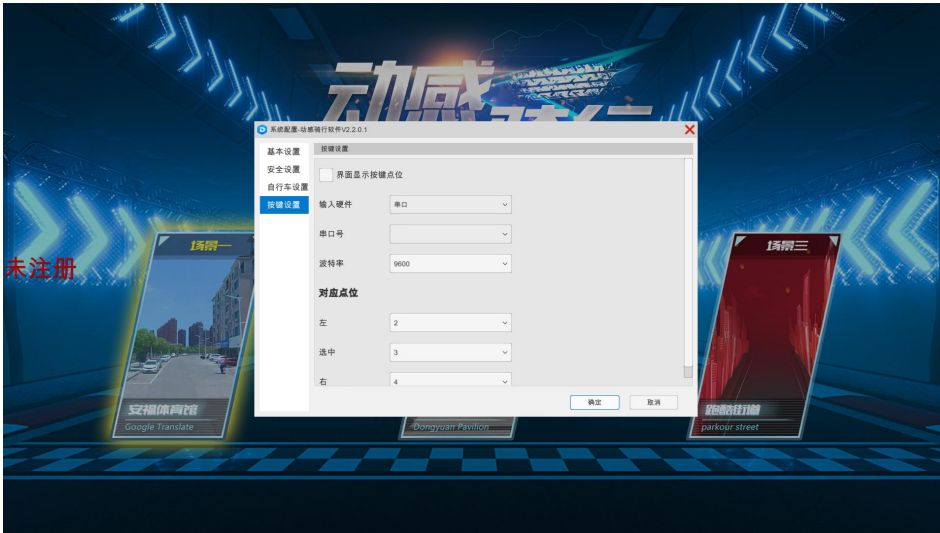 动感
系统配置-动感骑行软件V2.2.0.1
基本设置
安全设置
自行车设置
按键设置
按键设置
界面显示按键点位
输入硬件
串口
串口号
波特率
9600
对应点位
左
2
选中
3
右
4
确定
取消
未注册
场景一
安福体育馆
Google Translate
Dongyuan Pavilion
场景三
跑酷街道
parkour street